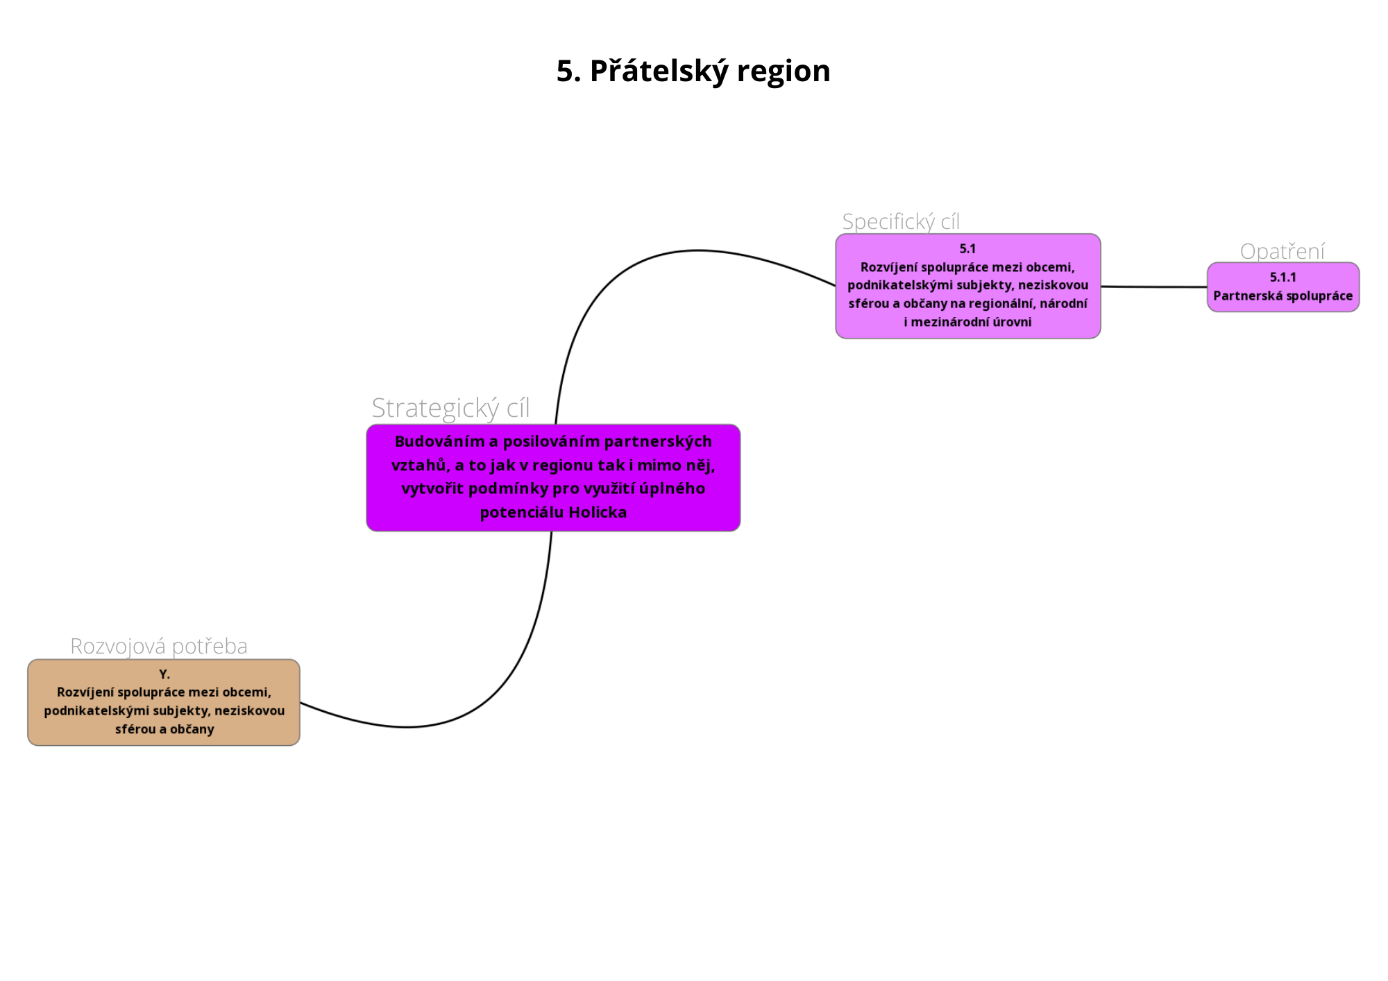 5. Přátelský region
Specifický cíl
5.1
Rozvíjení spolupráce mezi obcemi,
podnikatelskými subjekty, neziskovou
sférou a občany na regionální, národní
i mezinárodní úrovni
Opatření
5.1.1
Partnerská spolupráce
Strategický cíl
Budováním a posilováním partnerských
vztahů, a to jak v regionu tak i mimo něj,
vytvořit podmínky pro využití úplného
potenciálu Holicka
Rozvojová potřeba
Y.
Rozvíjení spolupráce mezi obcemi,
podnikatelskými subjekty, neziskovou
sférou a občany